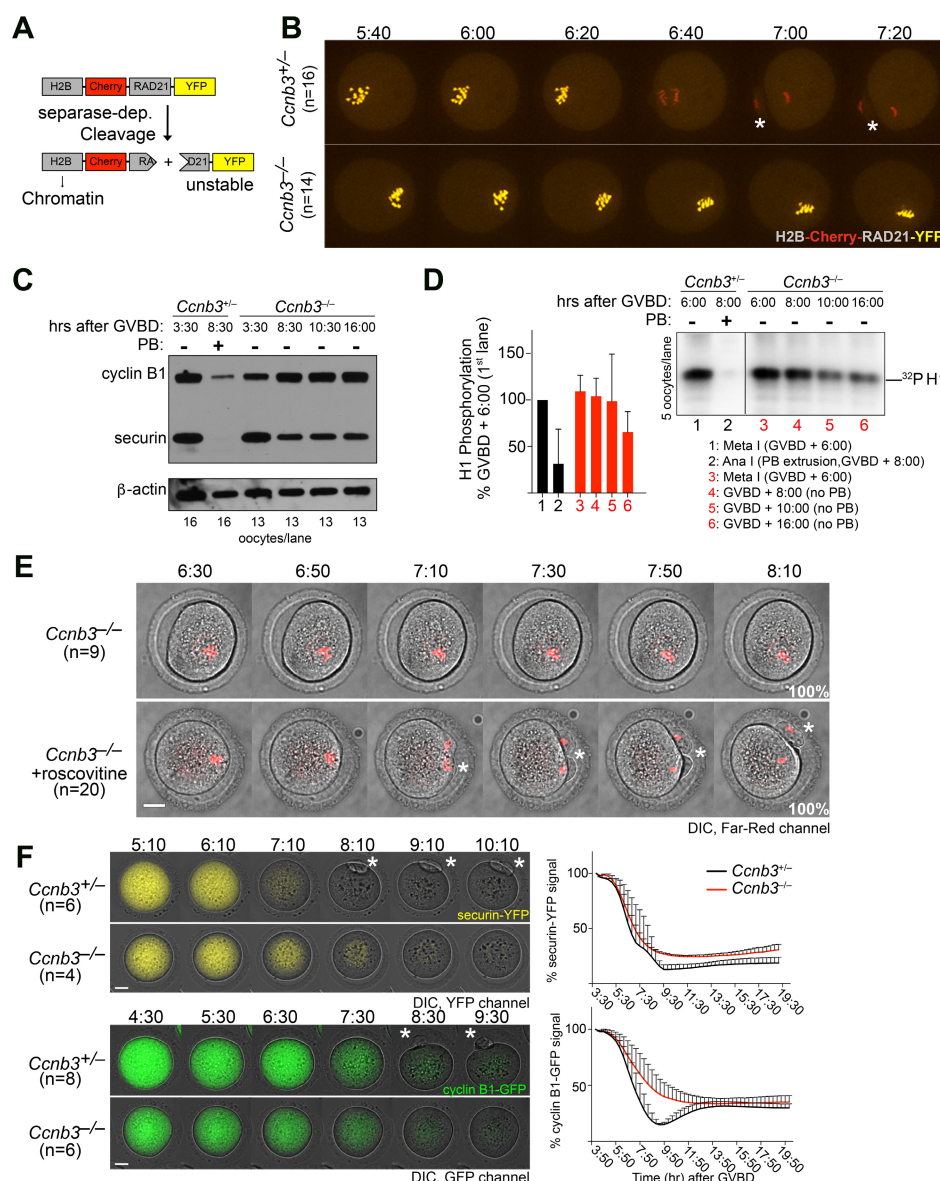 A
H2B Cherry RAD21 YFP
separase-dep.
Cleavage
H2B Cherry RA + D21 YFP
Chromatin
unstable
B
5:40 6:00 6:20 6:40 7:00 7:20
Ccnb3+/–
(n=16)
* *
Ccnb3–/–
(n=14)
H2B-Cherry-RAD21-YFP
C
Ccnb3+/– Ccnb3–/–
hrs after GVBD: 3:30 8:30 3:30 8:30 10:30 16:00
PB: - + - - - -
cyclin B1
securin
β-actin
16 16 13 13 13 13
oocytes/lane
D
H1 Phosphorylation
% GVBD + 6:00 (1st lane)
150
100
50
1 2 3 4 5 6
Ccnb3+/– Ccnb3–/–
hrs after GVBD: 6:00 8:00 6:00 8:00 10:00 16:00
PB: - + - - - -
5 oocytes/lane
32P H1
1 2 3 4 5 6
1: Meta I (GVBD + 6:00)
2: Ana I (PB extrusion,GVBD + 8:00)
3: Meta I (GVBD + 6:00)
4: GVBD + 8:00 (no PB)
5: GVBD + 10:00 (no PB)
6: GVBD + 16:00 (no PB)
E
6:30 6:50 7:10 7:30 7:50 8:10
Ccnb3–/–
(n=9)
100%
Ccnb3–/–
+roscovitine
(n=20)
* * * *
100%
DIC, Far-Red channel
F
5:10 6:10 7:10 8:10 9:10 10:10
Ccnb3+/–
(n=6)
* * *
securin-YFP
Ccnb3–/–
(n=4)
DIC, YFP channel
4:30 5:30 6:30 7:30 8:30 9:30
Ccnb3+/–
(n=8)
* *
cyclin B1-GFP
Ccnb3–/–
(n=6)
DIC, GFP channel
% securin-YFP signal
100
50
Ccnb3+/–
Ccnb3–/–
3:30 5:30 7:30 9:30 11:30 13:30 15:30 17:30 19:30
% cyclin B1-GFP signal
100
50
3:50 5:50 7:50 9:50 11:50 13:50 15:50 17:50 19:50
Time (hr) after GVBD